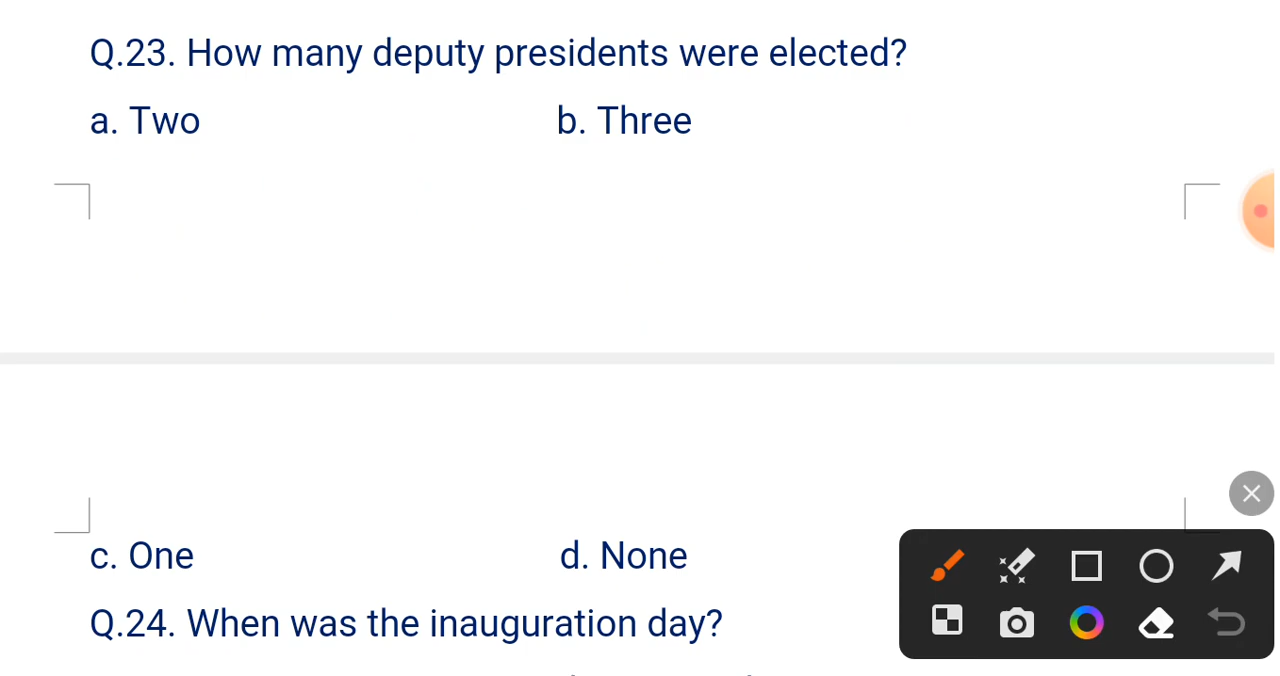 Q.23. How many deputy presidents were elected?
a. Two b. Three
c. One d. None
Q.24. When was the inauguration day?